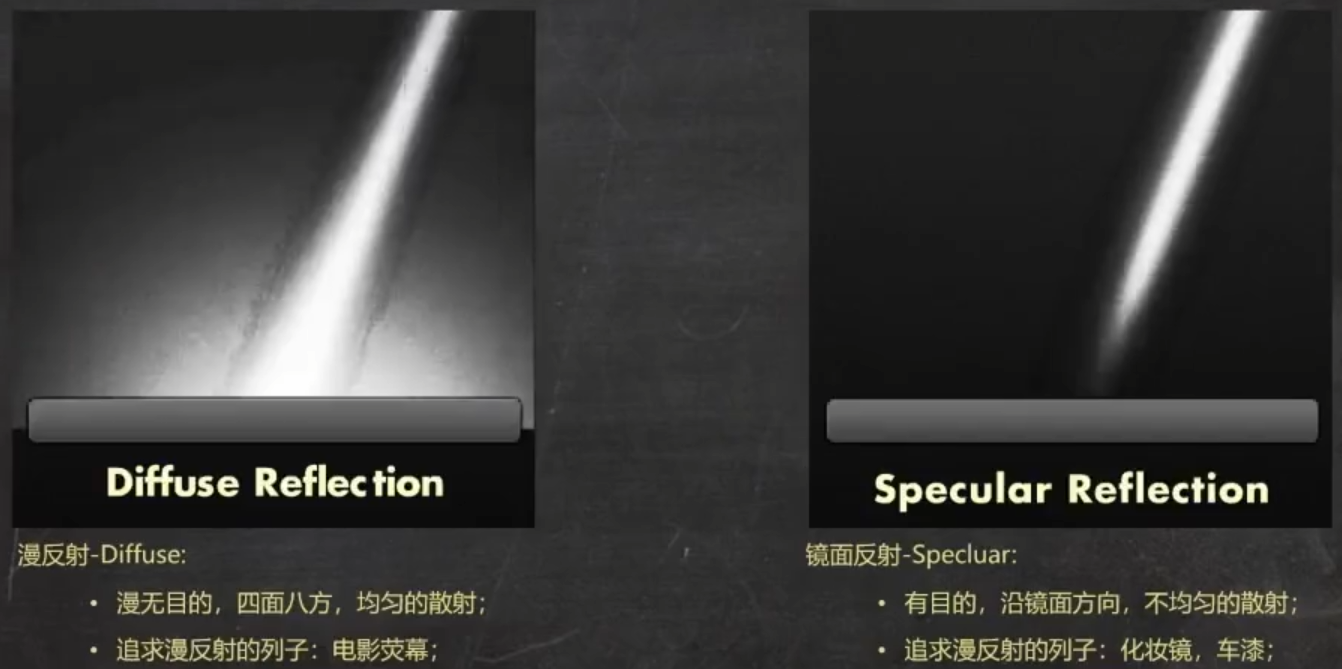 Diffuse Reflection
漫反射-Diffuse:
• 漫无目的，四面八方，均匀的散射；
• 追求漫反射的列子：电影荧幕；
Specular Reflection
镜面反射-Specluar:
• 有目的，沿镜面方向，不均匀的散射；
• 追求漫反射的列子：化妆镜，车漆；